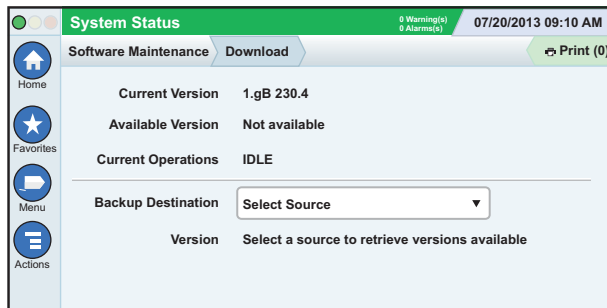 System Status
0 Warning(s)
0 Alarms(s)
07/20/2013 09:10 AM
Software Maintenance Download
Print (0)
Home
Favorites
Menu
Actions
Current Version 1.gB 230.4
Available Version Not available
Current Operations IDLE
Backup Destination Select Source
Version Select a source to retrieve versions available